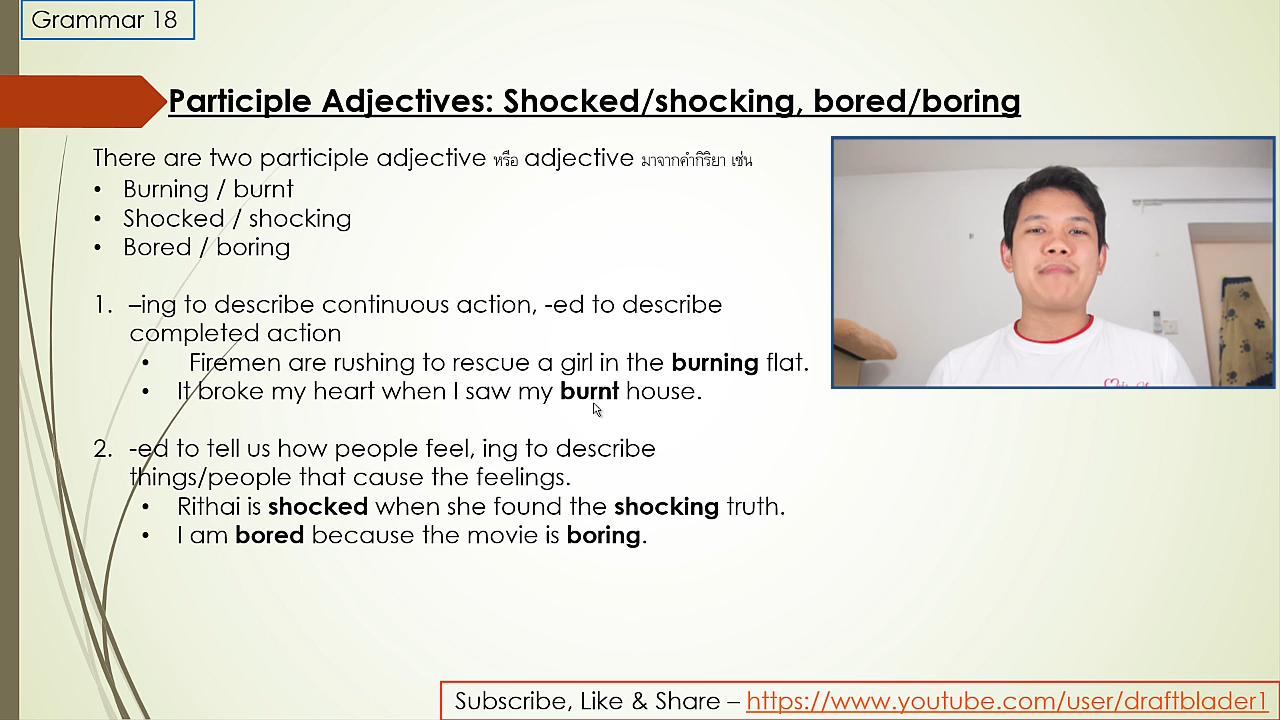 Grammar 18
Participle Adjectives: Shocked/shocking, bored/boring
There are two participle adjective หรือ adjective มาจากคำกิริยา เช่น
• Burning / burnt
• Shocked / shocking
• Bored / boring
1. –ing to describe continuous action, -ed to describe
completed action
• Firemen are rushing to rescue a girl in the burning flat.
• It broke my heart when I saw my burnt house.
2. -ed to tell us how people feel, ing to describe
things/people that cause the feelings.
• Rithai is shocked when she found the shocking truth.
• I am bored because the movie is boring.
Subscribe, Like & Share – https://www.youtube.com/user/draftblader1